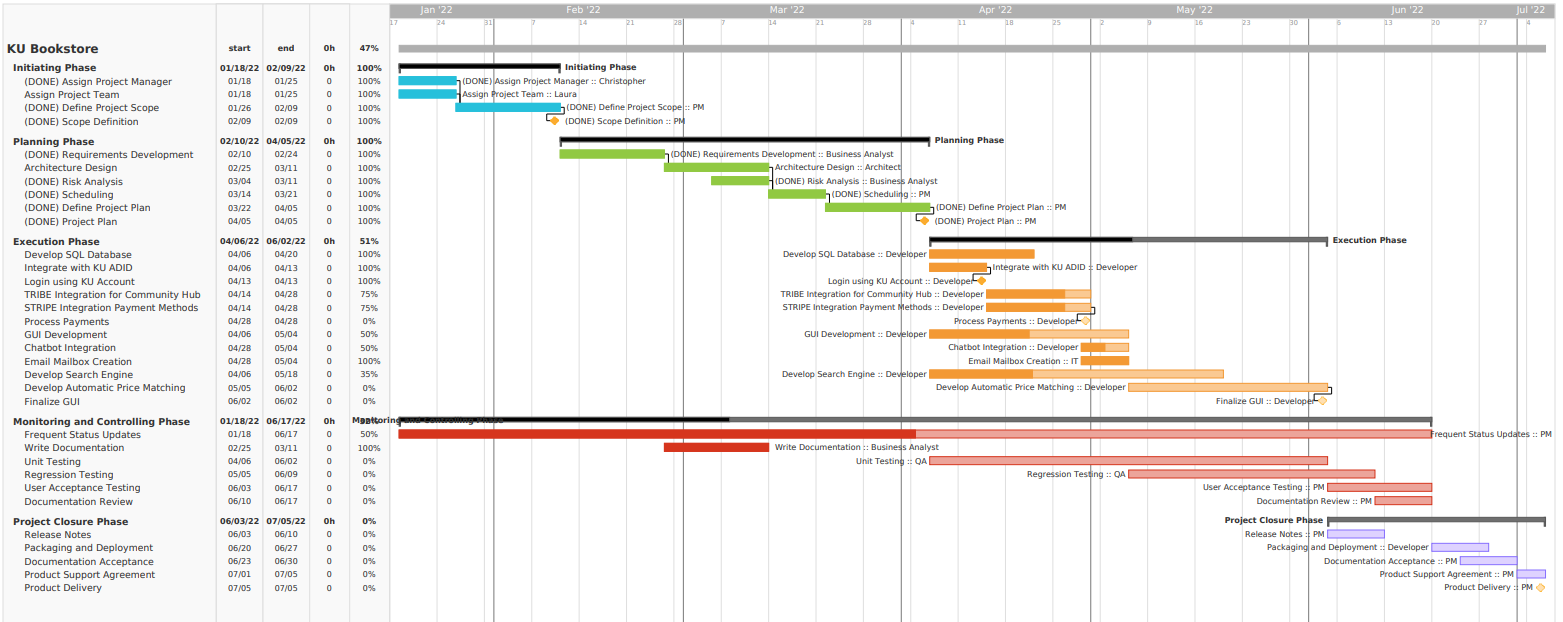 Jan '22 Feb '22 Mar '22 Apr '22 May '22 Jun '22 Jul '22
17 24 31 7 14 21 28 7 14 21 28 4 11 18 25 2 9 16 23 30 6 13 20 27 4
KU Bookstore start end 0h 47%
Initiating Phase 01/18/22 02/09/22 0h 100% Initiating Phase
(DONE) Assign Project Manager 01/18 01/25 0 100% (DONE) Assign Project Manager :: Christopher
Assign Project Team 01/18 01/25 0 100% Assign Project Team :: Laura
(DONE) Define Project Scope 01/26 02/09 0 100% (DONE) Define Project Scope :: PM
(DONE) Scope Definition 02/09 02/09 0 100% (DONE) Scope Definition :: PM
Planning Phase 02/10/22 04/05/22 0h 100% Planning Phase
(DONE) Requirements Development 02/10 02/24 0 100% (DONE) Requirements Development :: Business Analyst
Architecture Design 02/25 03/11 0 100% Architecture Design :: Architect
(DONE) Risk Analysis 03/04 03/11 0 100% (DONE) Risk Analysis :: Business Analyst
(DONE) Scheduling 03/14 03/21 0 100% (DONE) Scheduling :: PM
(DONE) Define Project Plan 03/22 04/05 0 100% (DONE) Define Project Plan :: PM
(DONE) Project Plan 04/05 04/05 0 100% (DONE) Project Plan :: PM
Execution Phase 04/06/22 06/02/22 0h 51% Execution Phase
Develop SQL Database 04/06 04/20 0 100% Develop SQL Database :: Developer
Integrate with KU ADID 04/06 04/13 0 100% Integrate with KU ADID :: Developer
Login using KU Account 04/13 04/13 0 100% Login using KU Account :: Developer
TRIBE Integration for Community Hub 04/14 04/28 0 75% TRIBE Integration for Community Hub :: Developer
STRIPE Integration Payment Methods 04/14 04/28 0 75% STRIPE Integration Payment Methods :: Developer
Process Payments 04/28 04/28 0 0% Process Payments :: Developer
GUI Development 04/06 05/04 0 50% GUI Development :: Developer
Chatbot Integration 04/28 05/04 0 50% Chatbot Integration :: Developer
Email Mailbox Creation 04/28 05/04 0 100% Email Mailbox Creation :: IT
Develop Search Engine 04/06 05/18 0 35% Develop Search Engine :: Developer
Develop Automatic Price Matching 05/05 06/02 0 0% Develop Automatic Price Matching :: Developer
Finalize GUI 06/02 06/02 0 0% Finalize GUI :: Developer
Monitoring and Controlling Phase 01/18/22 06/17/22 0h Monitoring and Controlling Phase
Frequent Status Updates 01/18 06/17 0 50% Frequent Status Updates :: PM
Write Documentation 02/25 03/11 0 100% Write Documentation :: Business Analyst
Unit Testing 04/06 06/02 0 0% Unit Testing :: QA
Regression Testing 05/05 06/09 0 0% Regression Testing :: QA
User Acceptance Testing 06/03 06/17 0 0% User Acceptance Testing :: PM
Documentation Review 06/10 06/17 0 0% Documentation Review :: PM
Project Closure Phase 06/03/22 07/05/22 0h 0% Project Closure Phase
Release Notes 06/03 06/10 0 0% Release Notes :: PM
Packaging and Deployment 06/20 06/27 0 0% Packaging and Deployment :: Developer
Documentation Acceptance 06/23 06/30 0 0% Documentation Acceptance :: PM
Product Support Agreement 07/01 07/05 0 0% Product Support Agreement :: PM
Product Delivery 07/05 07/05 0 0% Product Delivery :: PM